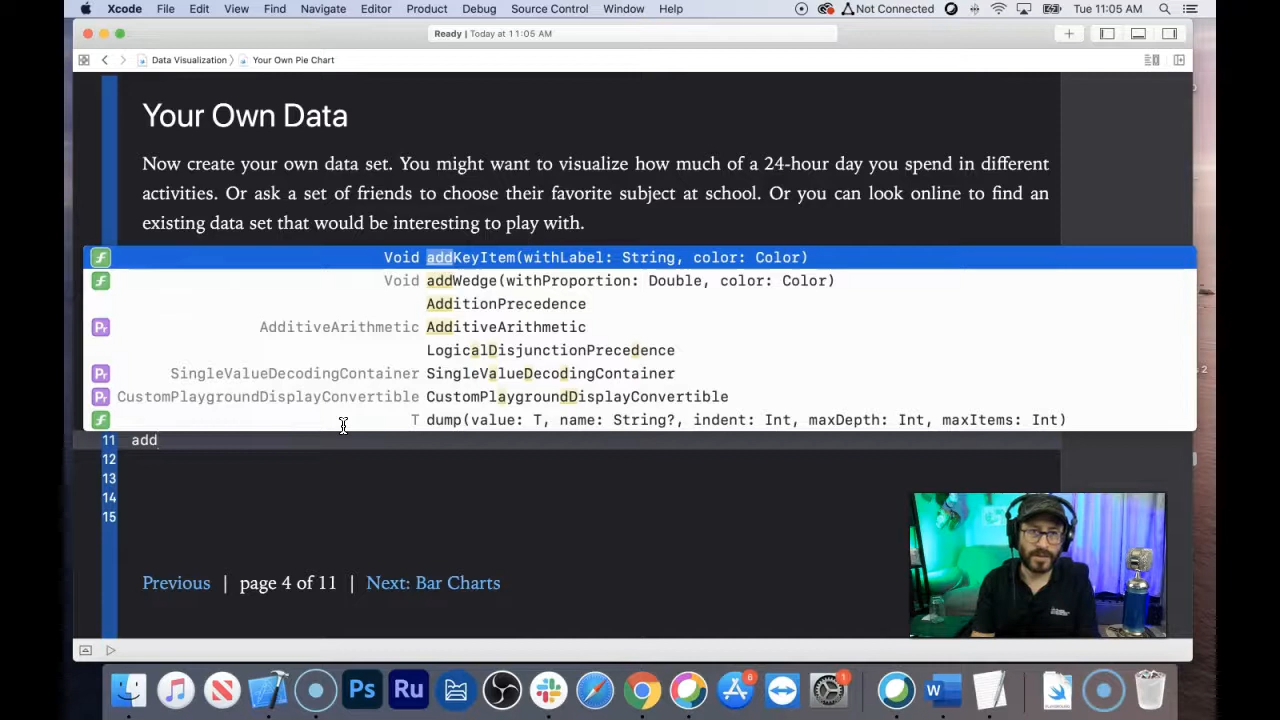 Xcode File Edit View Find Navigate Editor Product Debug Source Control Window Help Not Connected Tue 11:05 AM
Ready | Today at 11:05 AM
Data Visualization Your Own Pie Chart
Your Own Data
Now create your own data set. You might want to visualize how much of a 24-hour day you spend in different
activities. Or ask a set of friends to choose their favorite subject at school. Or you can look online to find an
existing data set that would be interesting to play with.
f Void addKeyItem(withLabel: String, color: Color)
f Void addWedge(withProportion: Double, color: Color)
AdditionPrecedence
Pr AdditiveArithmetic AdditiveArithmetic
LogicalDisjunctionPrecedence
Pr SingleValueDecodingContainer SingleValueDecodingContainer
Pr CustomPlaygroundDisplayConvertible CustomPlaygroundDisplayConvertible
f T dump(value: T, name: String?, indent: Int, maxDepth: Int, maxItems: Int)
11 add
12
13
14
15
Previous | page 4 of 11 | Next: Bar Charts
Ps Ru 8 1 W